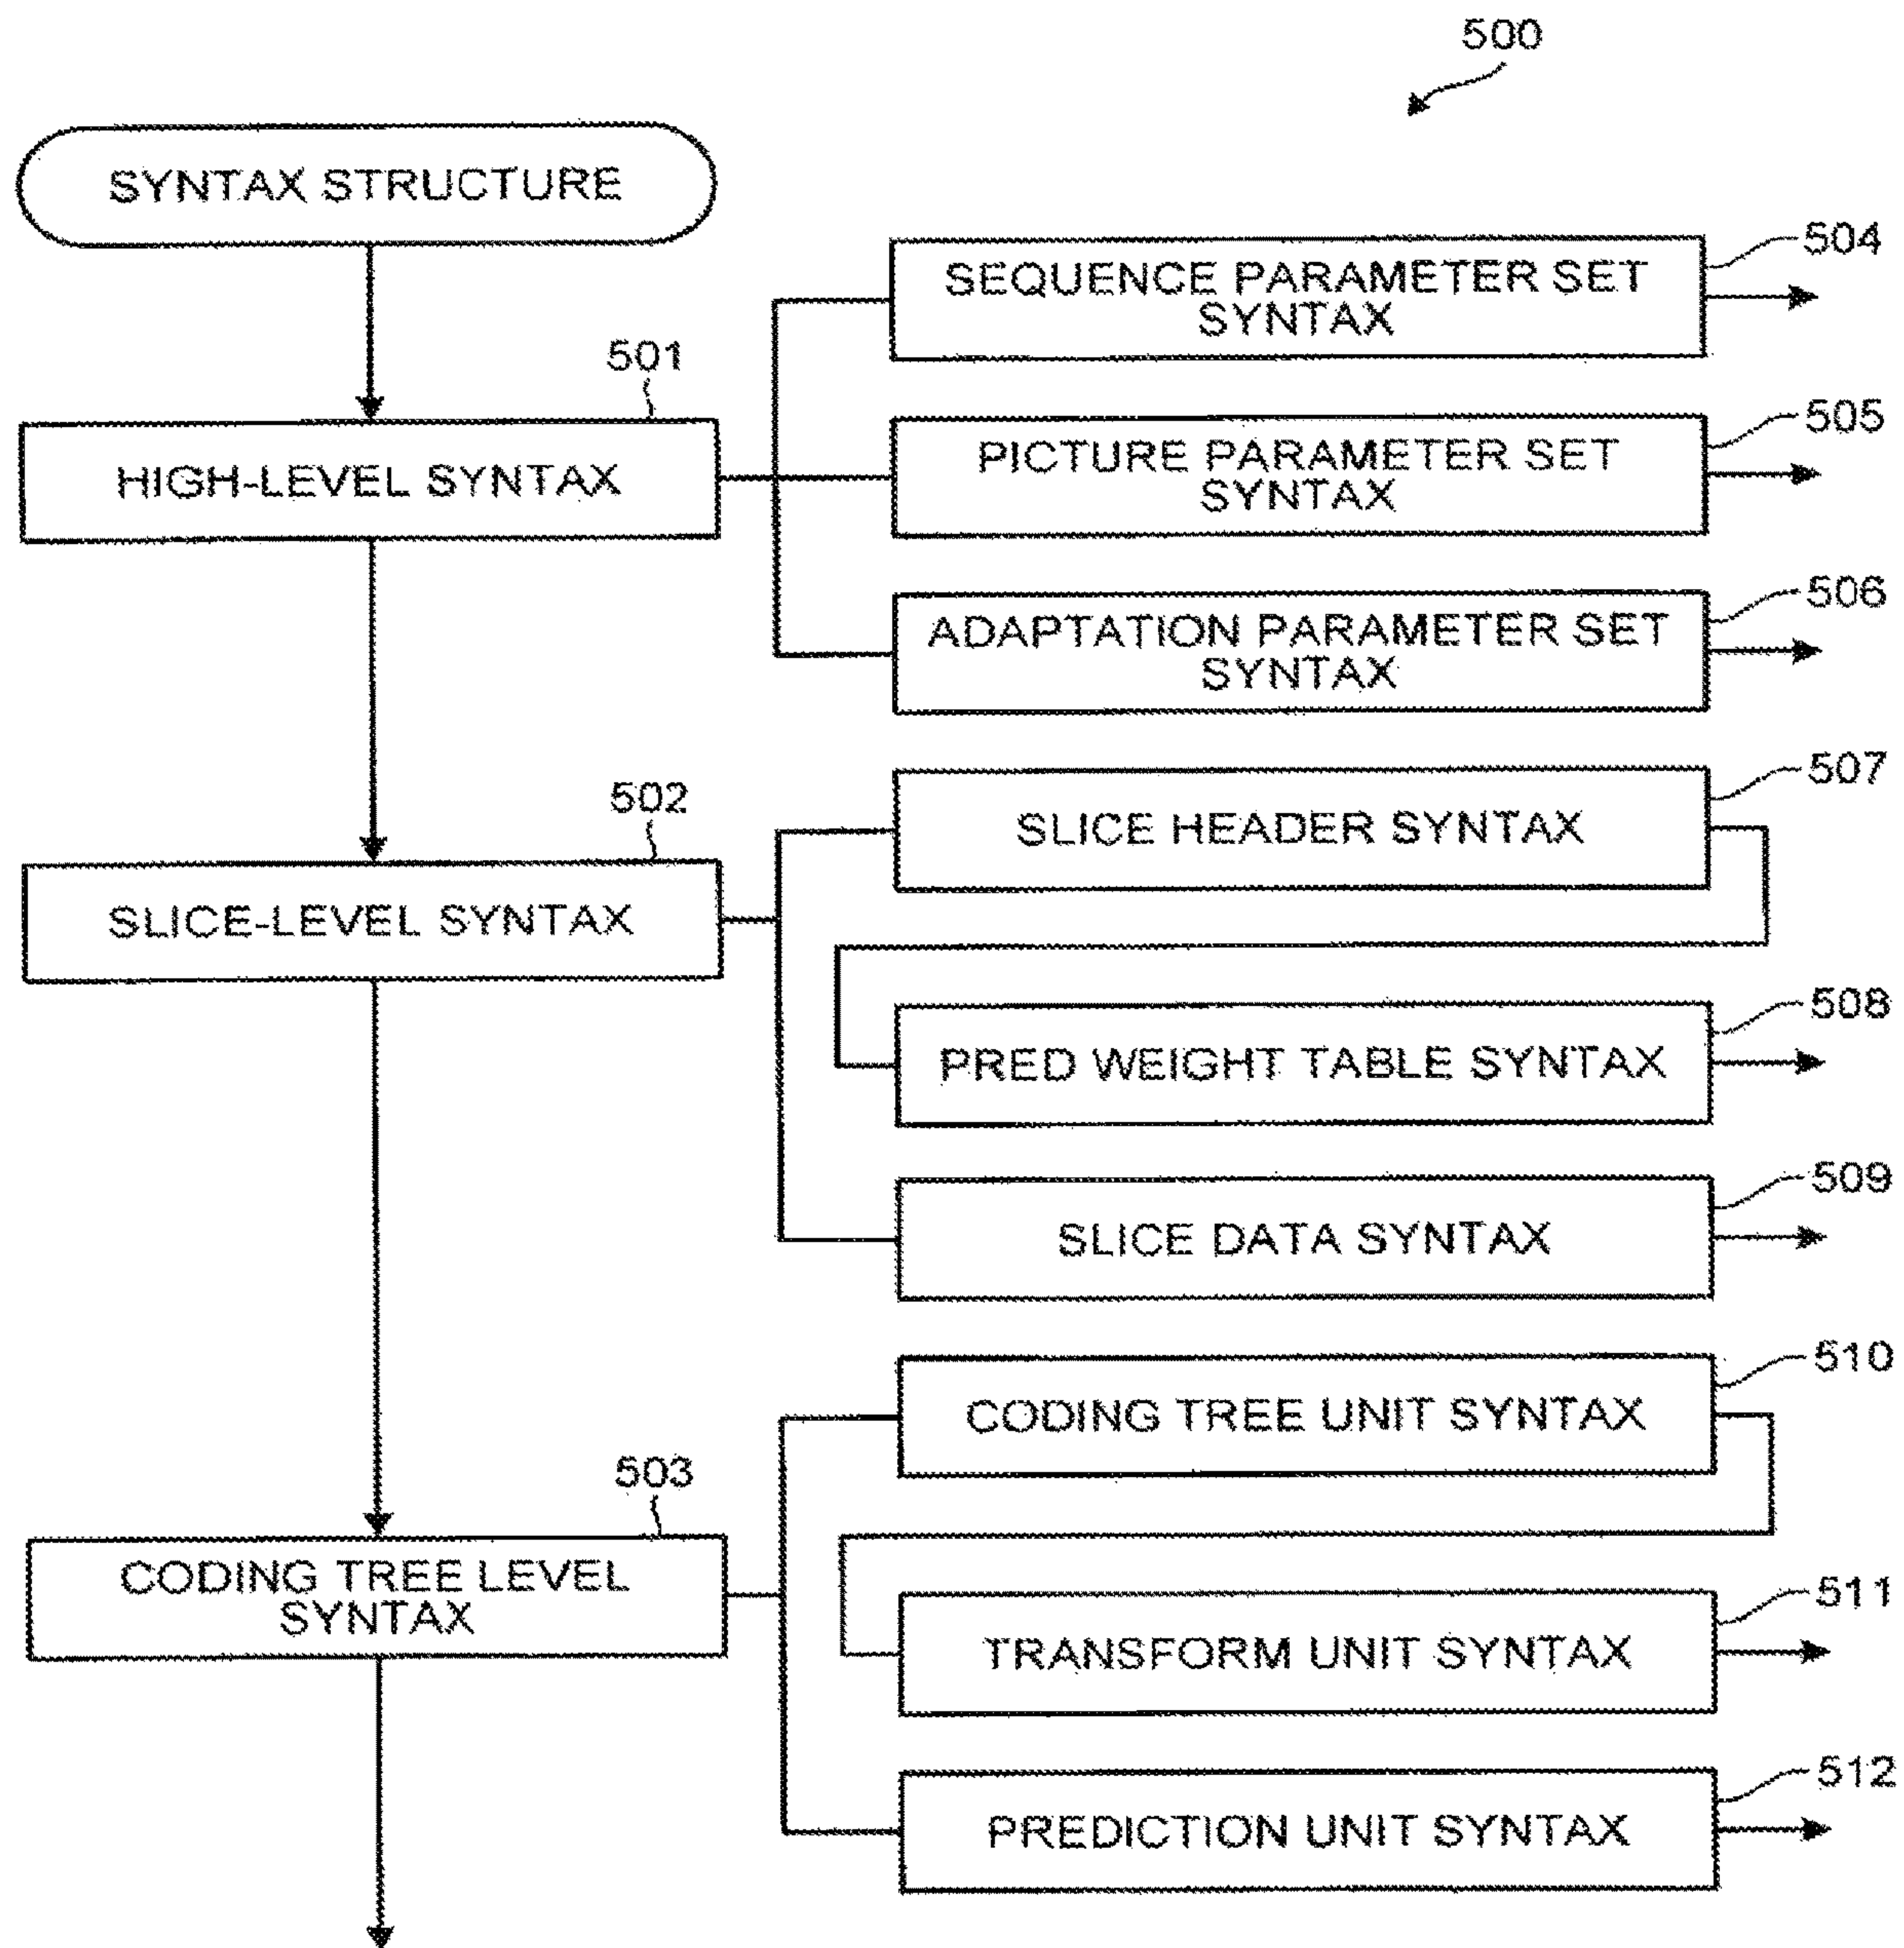 500
SYNTAX STRUCTURE
504
SEQUENCE PARAMETER SET
SYNTAX
501
HIGH-LEVEL SYNTAX
505
PICTURE PARAMETER SET
SYNTAX
506
ADAPTATION PARAMETER SET
SYNTAX
502
SLICE-LEVEL SYNTAX
507
SLICE HEADER SYNTAX
508
PRED WEIGHT TABLE SYNTAX
509
SLICE DATA SYNTAX
503
CODING TREE LEVEL
SYNTAX
510
CODING TREE UNIT SYNTAX
511
TRANSFORM UNIT SYNTAX
512
PREDICTION UNIT SYNTAX